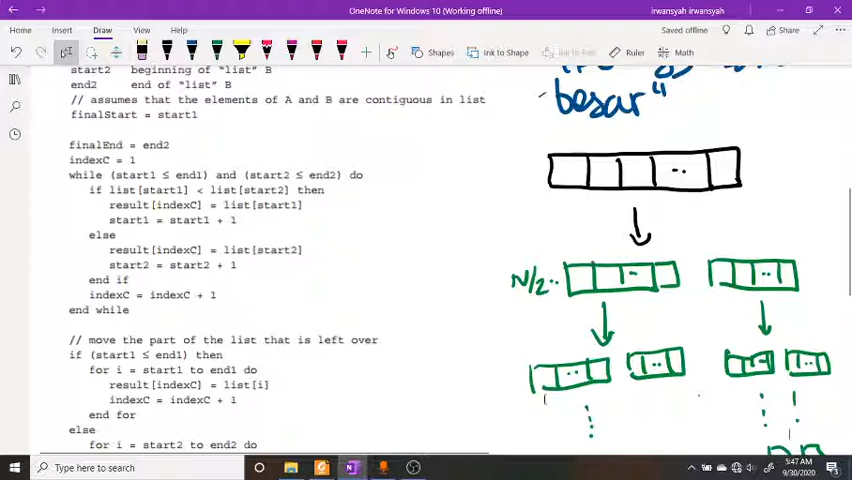 OneNote for Windows 10 (Working offline)
irwansyah irwansyah
Home Insert Draw View Help
Saved offline Share
Shapes Ink to Shape Ink to Text Ruler Math
start2 beginning of “list” B
end2 end of “list” B
// assumes that the elements of A and B are contiguous in list
finalStart = start1
finalEnd = end2
indexC = 1
while (start1 ≤ end1) and (start2 ≤ end2) do
if list[start1] < list[start2] then
result[indexC] = list[start1]
start1 = start1 + 1
else
result[indexC] = list[start2]
start2 = start2 + 1
end if
indexC = indexC + 1
end while
// move the part of the list that is left over
if (start1 ≤ end1) then
for i = start1 to end1 do
result[indexC] = list[i]
indexC = indexC + 1
end for
else
for i = start2 to end2 do
besar"
N/2..
Type here to search
5:47 AM
9/30/2020
3